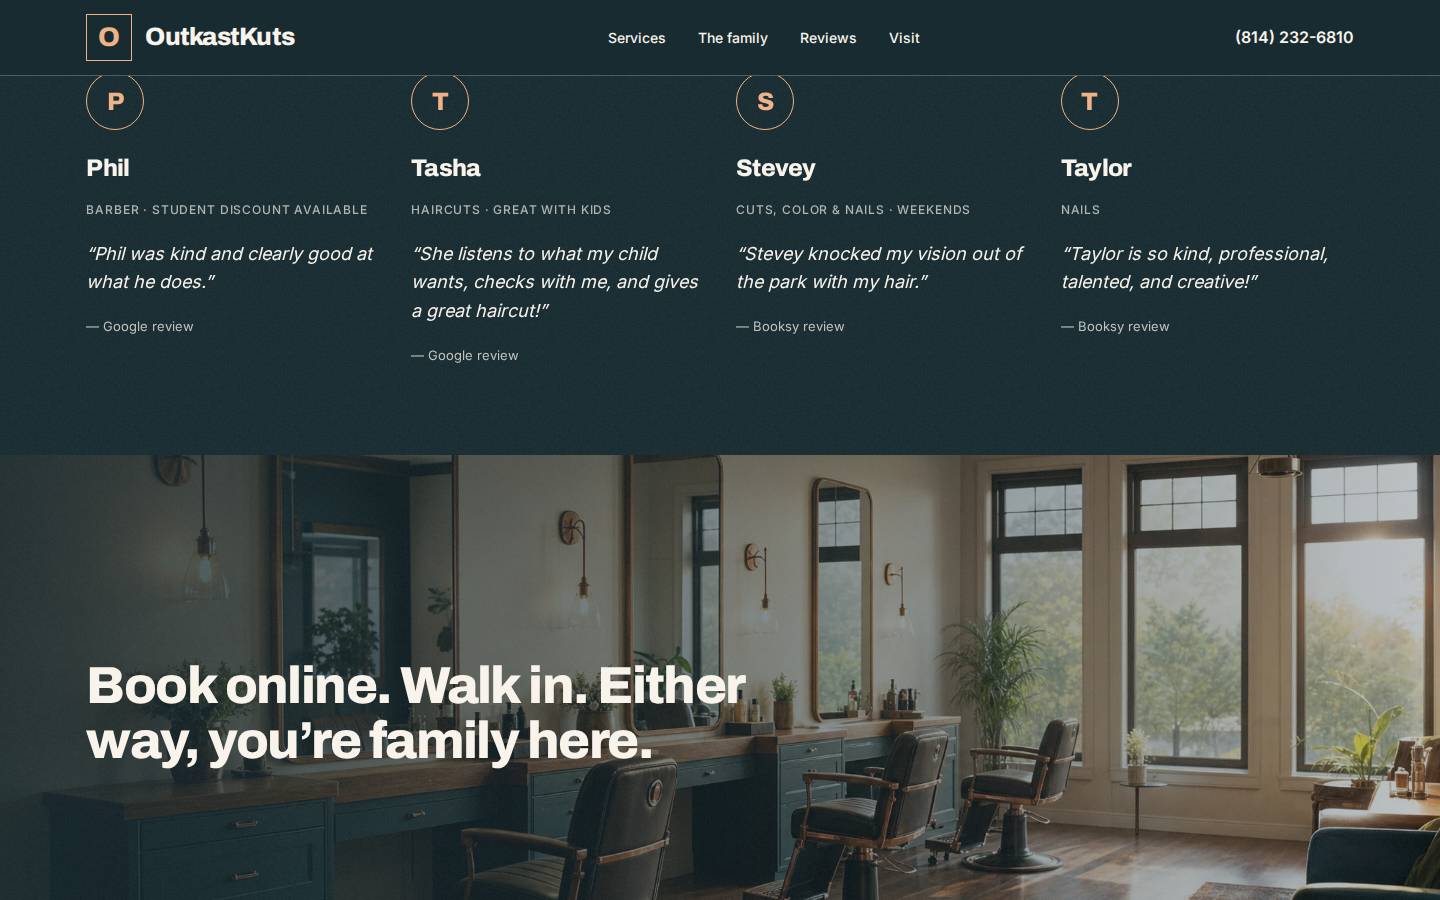 O OutkastKuts Services The family Reviews Visit (814) 232-6810
P T S T
Phil
BARBER · STUDENT DISCOUNT AVAILABLE
“Phil was kind and clearly good at
what he does.”
— Google review
Tasha
HAIRCUTS · GREAT WITH KIDS
“She listens to what my child
wants, checks with me, and gives
a great haircut!”
— Google review
Stevey
CUTS, COLOR & NAILS · WEEKENDS
“Stevey knocked my vision out of
the park with my hair.”
— Booksy review
Taylor
NAILS
“Taylor is so kind, professional,
talented, and creative!”
— Booksy review
Book online. Walk in. Either
way, you’re family here.